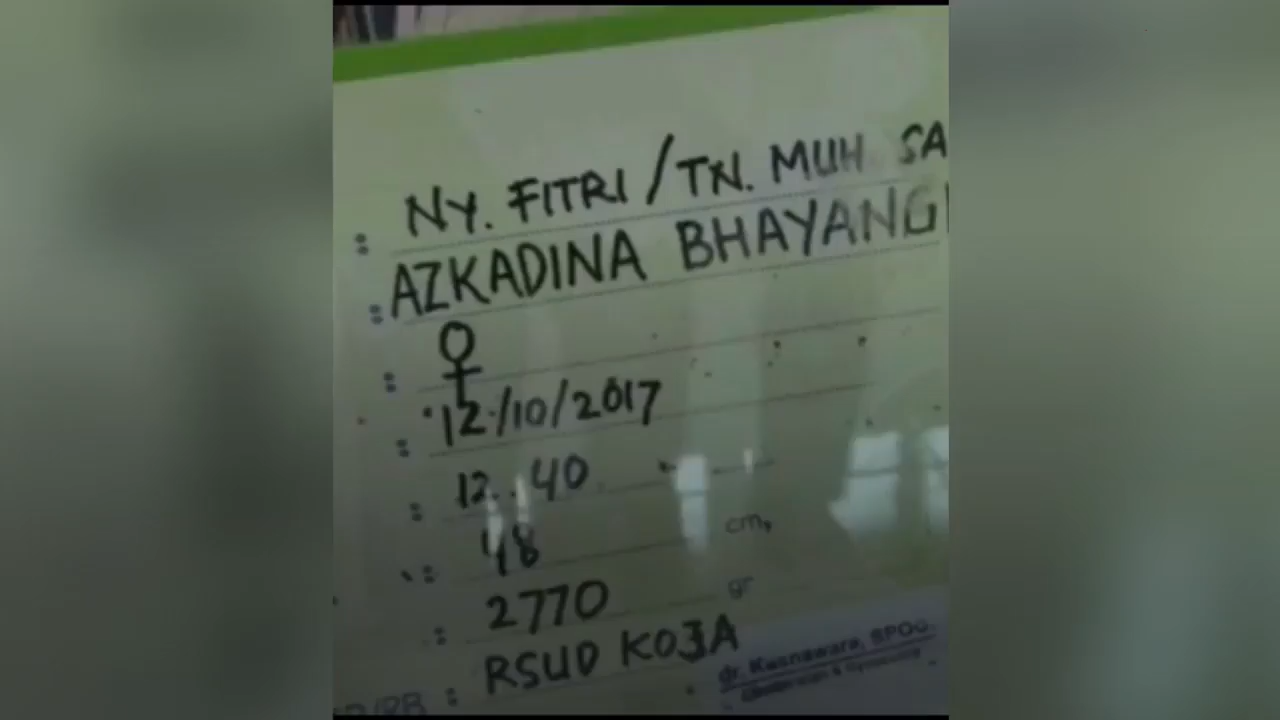 : NY. FITRI / TN. MUH. SA
: AZKADINA BHAYANG
: ♀
: 12/10/2017
: 12.40
: 48 cm,
: 2770 gr
/RB : RSUD KOJA
dr. Kusnawara, SPOG.